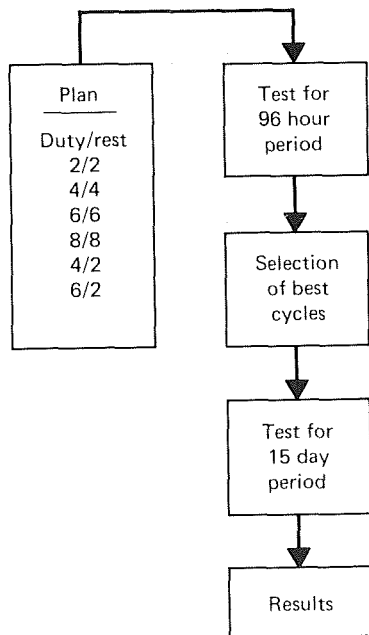 Plan
Duty/rest
2/2
4/4
6/6
8/8
4/2
6/2
Test for
96 hour
period
Selection
of best
cycles
Test for
15 day
period
Results